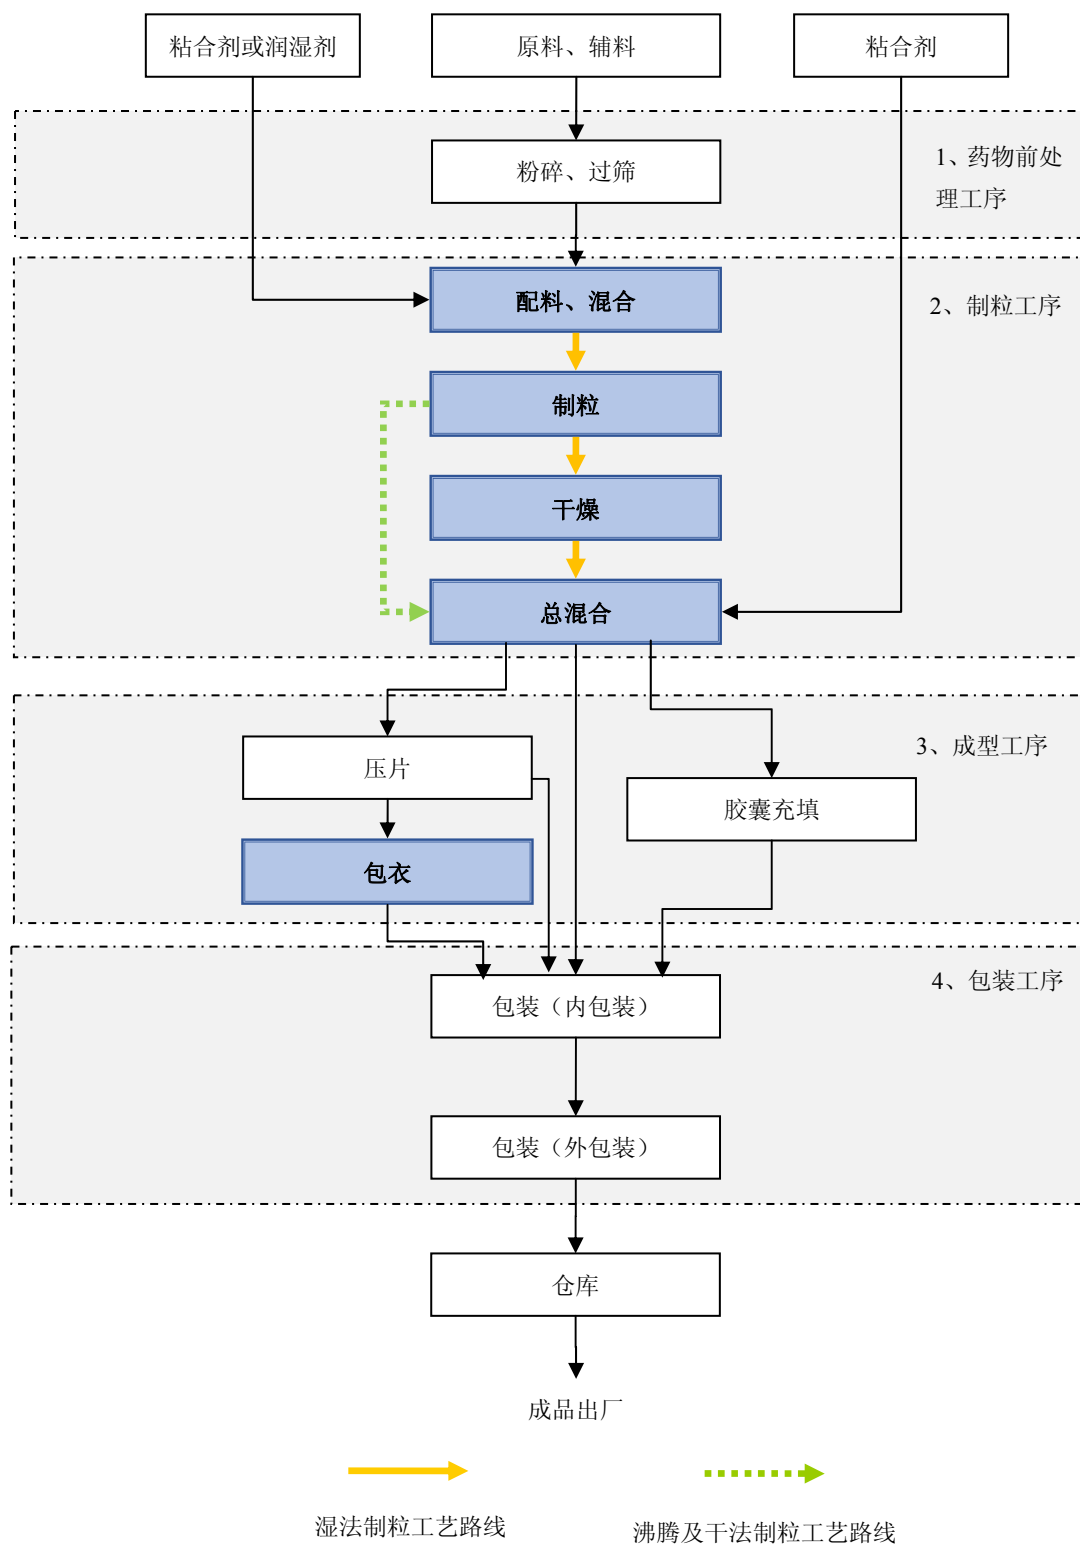 粘合剂或润湿剂
原料、辅料
粘合剂
1、药物前处
理工序
粉碎、过筛
2、制粒工序
配料、混合
制粒
干燥
总混合
3、成型工序
压片
胶囊充填
包衣
4、包装工序
包装（内包装）
包装（外包装）
仓库
成品出厂
湿法制粒工艺路线
沸腾及干法制粒工艺路线